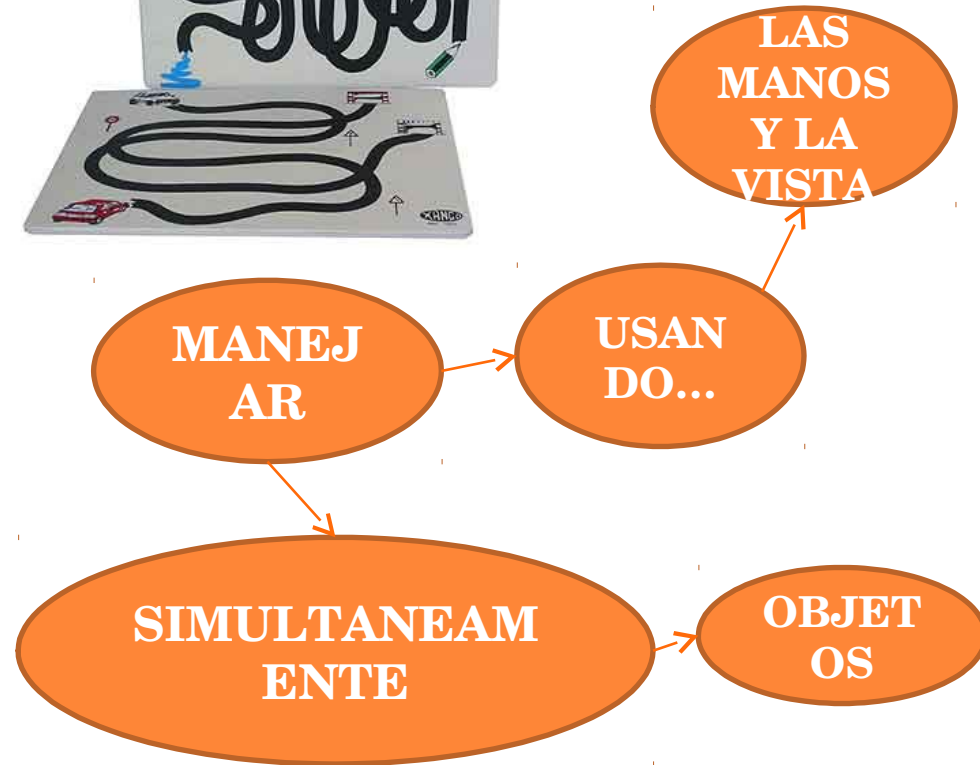 LAS
MANOS
Y LA
VISTA
MANEJ
AR
USAN
DO...
SIMULTANEAM
ENTE
OBJET
OS